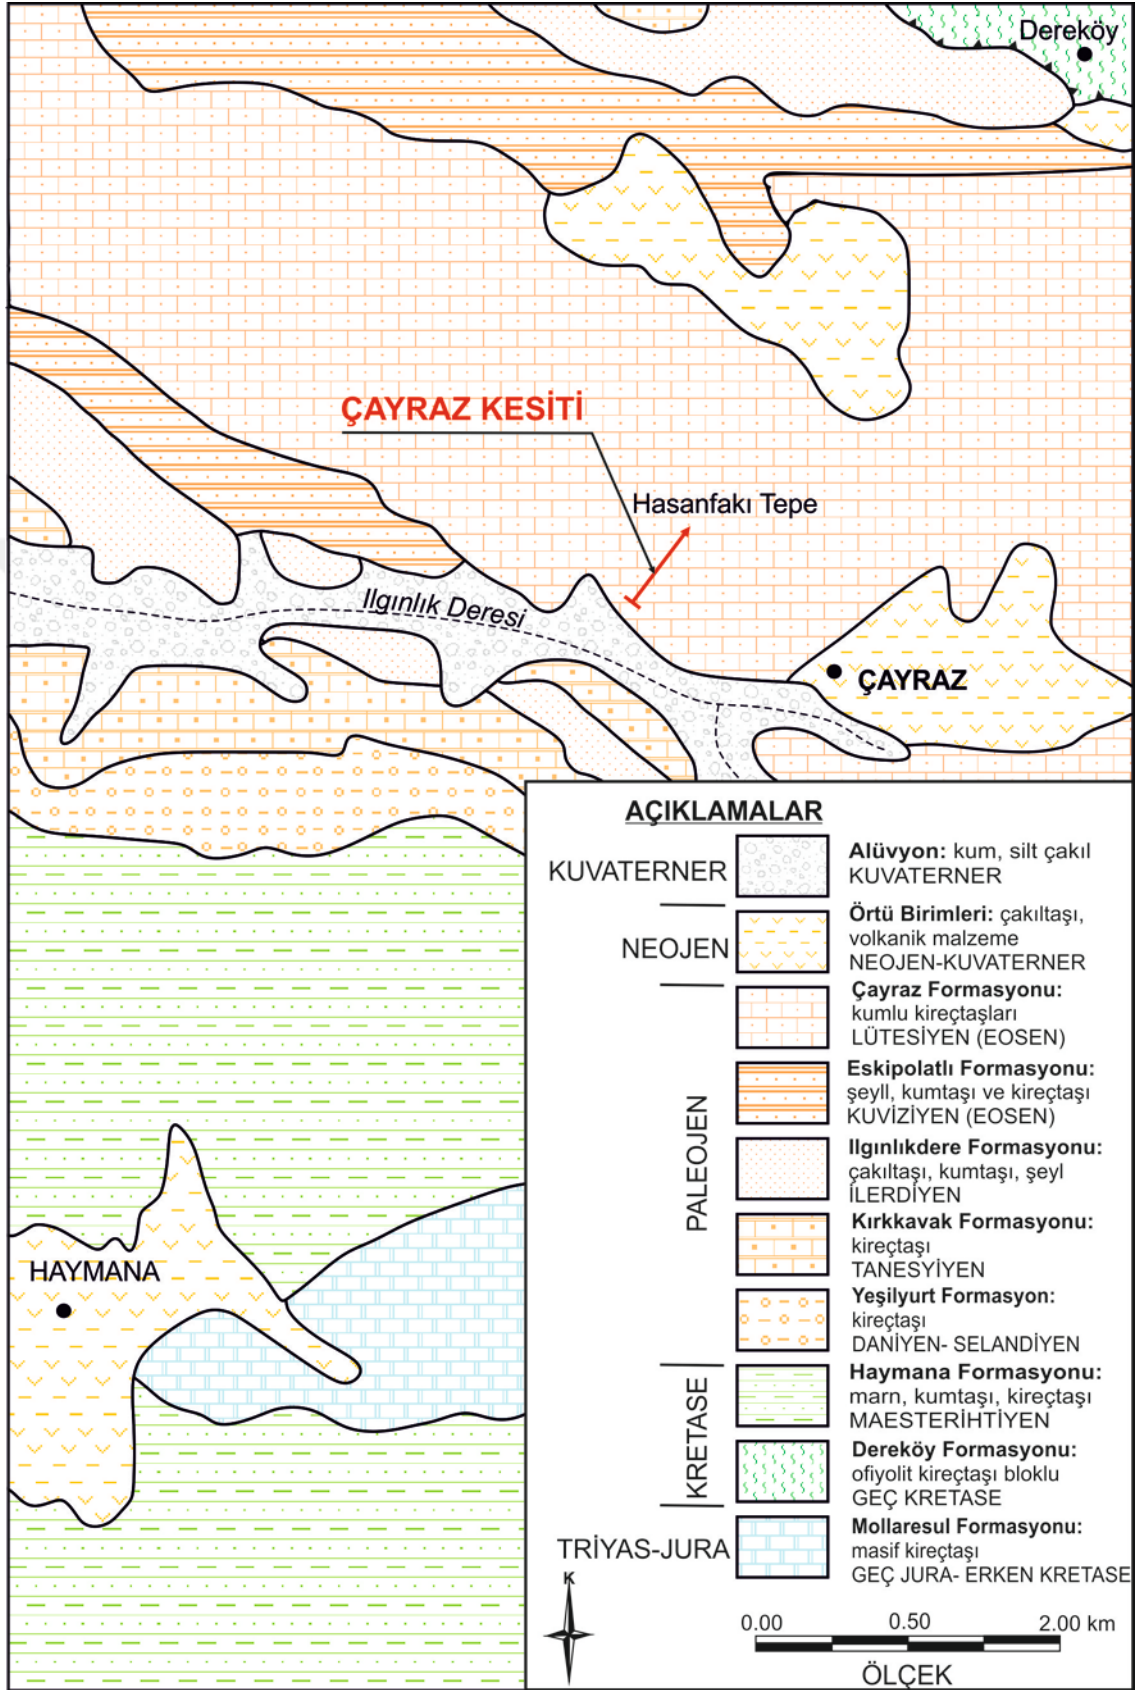 Dereköy
ÇAYRAZ KESİTİ
Hasanfakı Tepe
Ilgınlık Deresi
ÇAYRAZ
HAYMANA
AÇIKLAMALAR
KUVATERNER
Alüvyon: kum, silt çakıl
KUVATERNER
NEOJEN
Örtü Birimleri: çakıltaşı,
volkanik malzeme
NEOJEN-KUVATERNER
PALEOJEN
Çayraz Formasyonu:
kumlu kireçtaşları
LÜTESİYEN (EOSEN)
Eskipolatlı Formasyonu:
şeyll, kumtaşı ve kireçtaşı
KUVİZİYEN (EOSEN)
Ilgınlıkdere Formasyonu:
çakıltaşı, kumtaşı, şeyl
İLERDİYEN
Kırkkavak Formasyonu:
kireçtaşı
TANESYİYEN
Yeşilyurt Formasyon:
kireçtaşı
DANİYEN- SELANDİYEN
KRETASE
Haymana Formasyonu:
marn, kumtaşı, kireçtaşı
MAESTERİHTİYEN
Dereköy Formasyonu:
ofiyolit kireçtaşı bloklu
GEÇ KRETASE
TRİYAS-JURA
Mollaresul Formasyonu:
masif kireçtaşı
GEÇ JURA- ERKEN KRETASE
K
0.00 0.50 2.00 km
ÖLÇEK